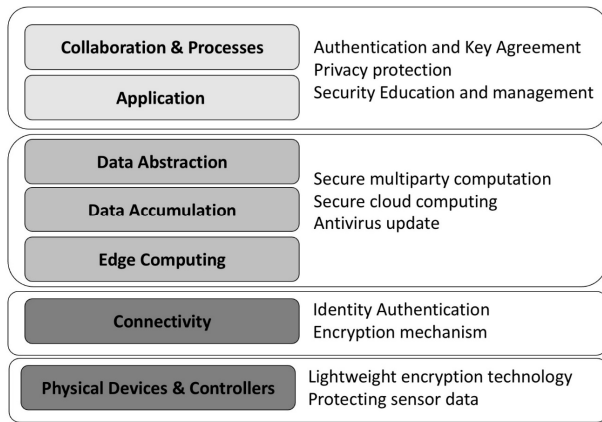 Collaboration & Processes
Application
Authentication and Key Agreement
Privacy protection
Security Education and management
Data Abstraction
Data Accumulation
Edge Computing
Secure multiparty computation
Secure cloud computing
Antivirus update
Connectivity
Identity Authentication
Encryption mechanism
Physical Devices & Controllers
Lightweight encryption technology
Protecting sensor data